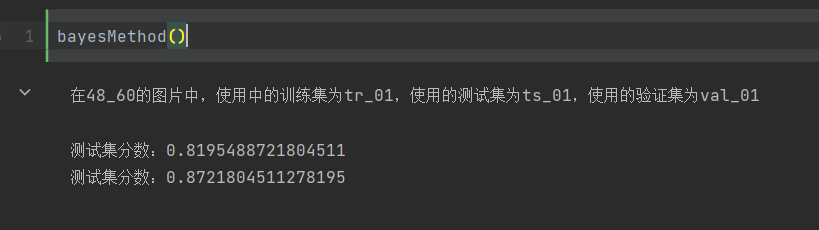 1 bayesMethod()
在48_60的图片中，使用中的训练集为tr_01，使用的测试集为ts_01，使用的验证集为val_01
测试集分数：0.8195488721804511
测试集分数：0.8721804511278195